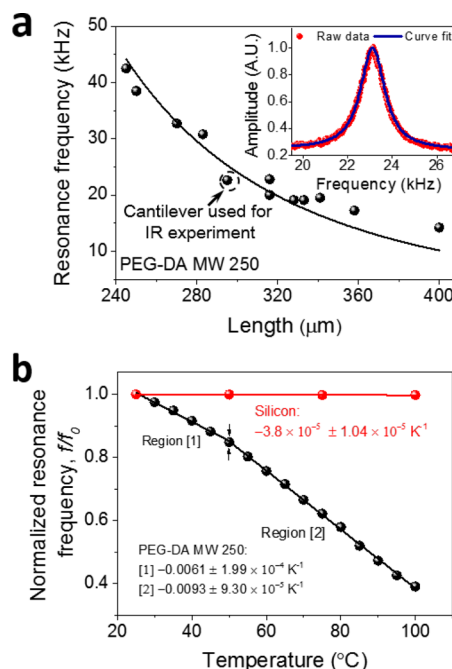 a
Resonance frequency (kHz)
50
40
30
20
10
240
280
320
360
400
Length (μm)
Cantilever used for
IR experiment
PEG-DA MW 250
Raw data
Curve fit
Amplitude (A.U.)
1.0
0.8
0.6
0.4
0.2
20
22
24
26
Frequency (kHz)
b
Normalized resonance
frequency, f/f₀
1.0
0.8
0.6
0.4
20
40
60
80
100
Temperature (°C)
Silicon:
−3.8 × 10⁻⁵ ± 1.04 × 10⁻⁵ K⁻¹
Region [1]
Region [2]
PEG-DA MW 250:
[1] −0.0061 ± 1.99 × 10⁻⁴ K⁻¹
[2] −0.0093 ± 9.30 × 10⁻⁵ K⁻¹